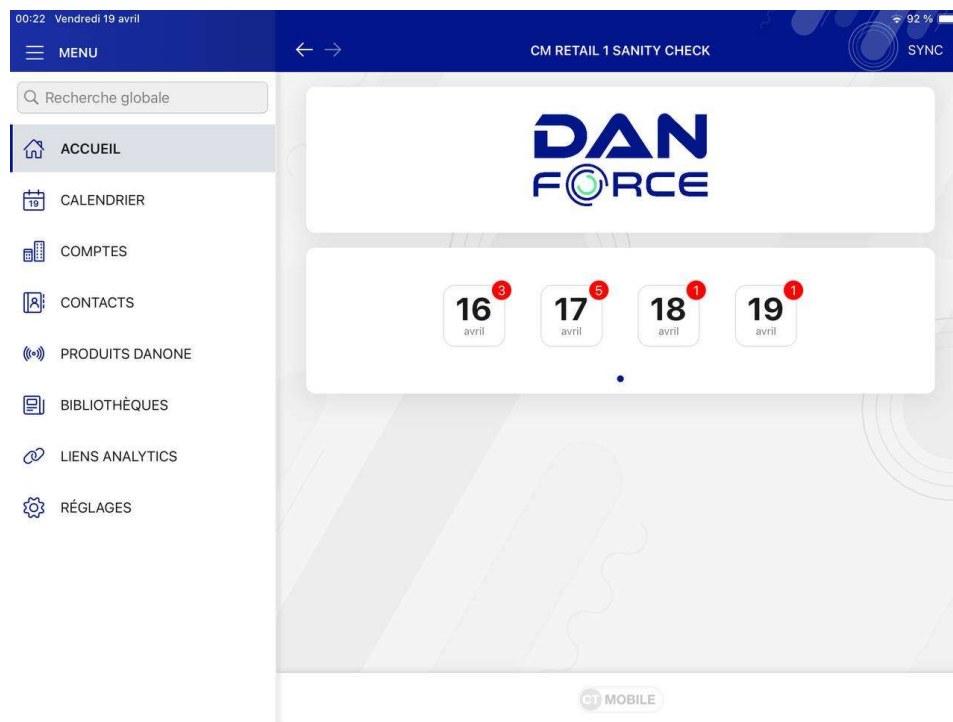 00:22 Vendredi 19 avril
92 %
MENU
CM RETAIL 1 SANITY CHECK
SYNC
Recherche globale
ACCUEIL
19
CALENDRIER
COMPTES
CONTACTS
PRODUITS DANONE
BIBLIOTHÈQUES
LIENS ANALYTICS
RÉGLAGES
DAN
FORCE
3
16
avril
5
17
avril
1
18
avril
1
19
avril
CT MOBILE